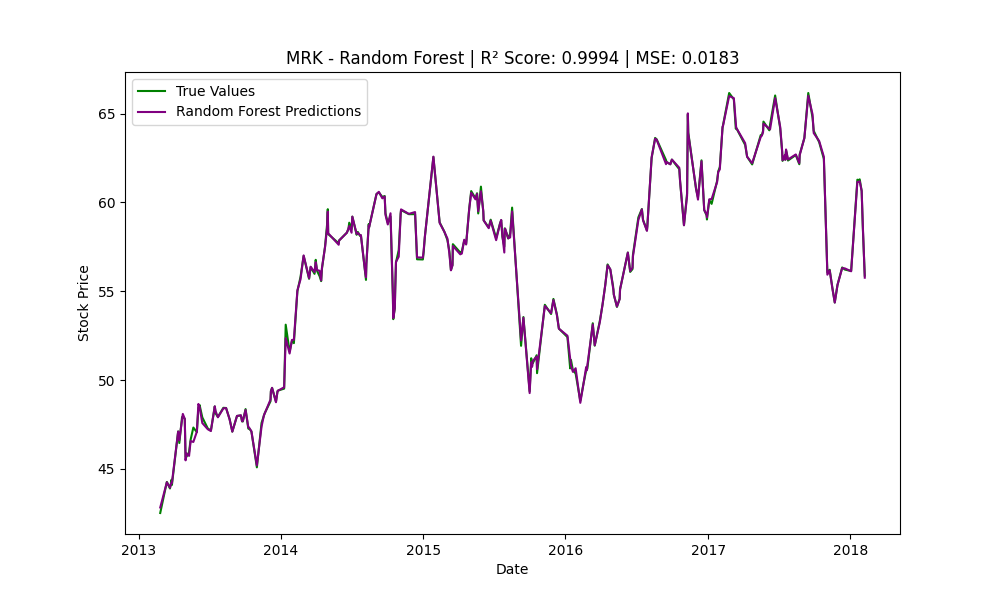 MRK - Random Forest | R² Score: 0.9994 | MSE: 0.0183
True Values
Random Forest Predictions
65
60
55
50
45
Stock Price
2013 2014 2015 2016 2017 2018
Date